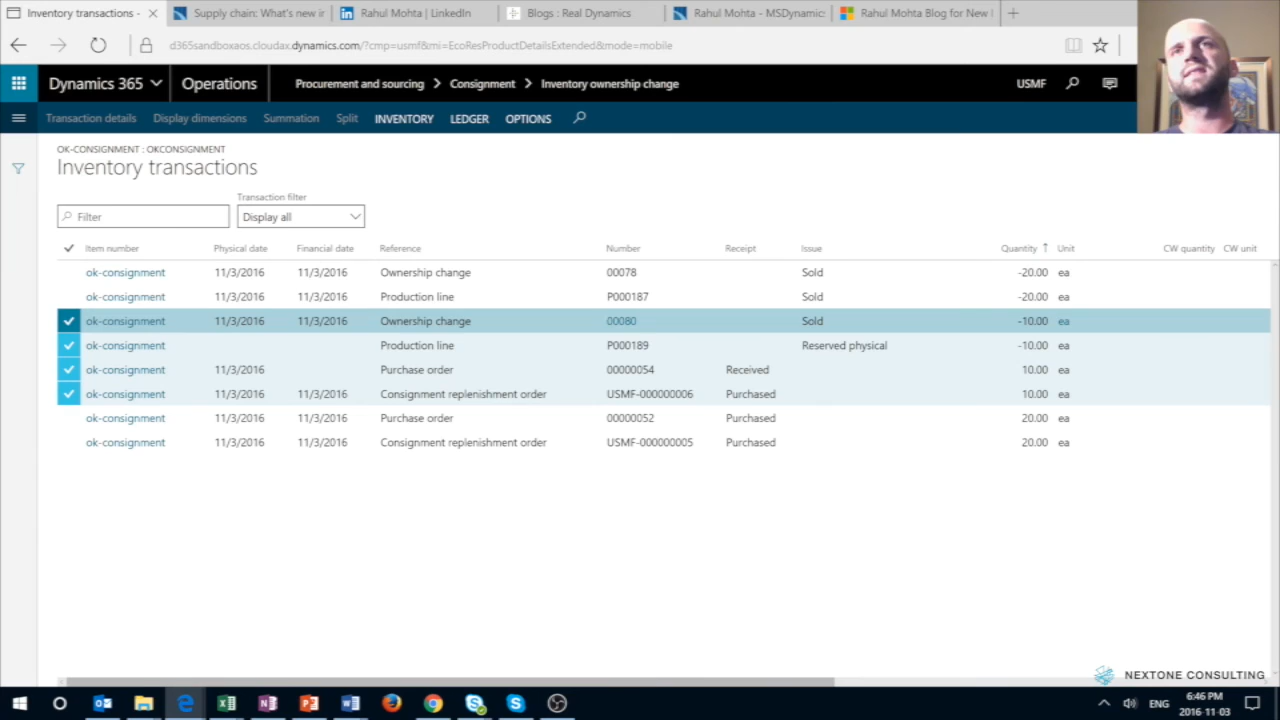 Inventory transactions -
Supply chain: What's new in
Rahul Mohta | LinkedIn
Blogs : Real Dynamics
Rahul Mohta - MSDynamics
Rahul Mohta Blog for New
d365sandboxaos.cloudax.dynamics.com/?cmp=usmf&mi=EcoResProductDetailsExtended&mode=mobile
Dynamics 365 Operations Procurement and sourcing > Consignment > Inventory ownership change USMF
Transaction details Display dimensions Summation Split INVENTORY LEDGER OPTIONS
OK-CONSIGNMENT : OKCONSIGNMENT
Inventory transactions
Transaction filter
Filter Display all
Item number Physical date Financial date Reference Number Receipt Issue Quantity Unit CW quantity CW unit
ok-consignment 11/3/2016 11/3/2016 Ownership change 00078 Sold -20.00 ea
ok-consignment 11/3/2016 11/3/2016 Production line P000187 Sold -20.00 ea
ok-consignment 11/3/2016 11/3/2016 Ownership change 00080 Sold -10.00 ea
ok-consignment Production line P000189 Reserved physical -10.00 ea
ok-consignment 11/3/2016 Purchase order 00000054 Received 10.00 ea
ok-consignment 11/3/2016 11/3/2016 Consignment replenishment order USMF-000000006 Purchased 10.00 ea
ok-consignment 11/3/2016 11/3/2016 Purchase order 00000052 Purchased 20.00 ea
ok-consignment 11/3/2016 11/3/2016 Consignment replenishment order USMF-000000005 Purchased 20.00 ea
NEXTONE CONSULTING
ENG
6:46 PM
2016-11-03